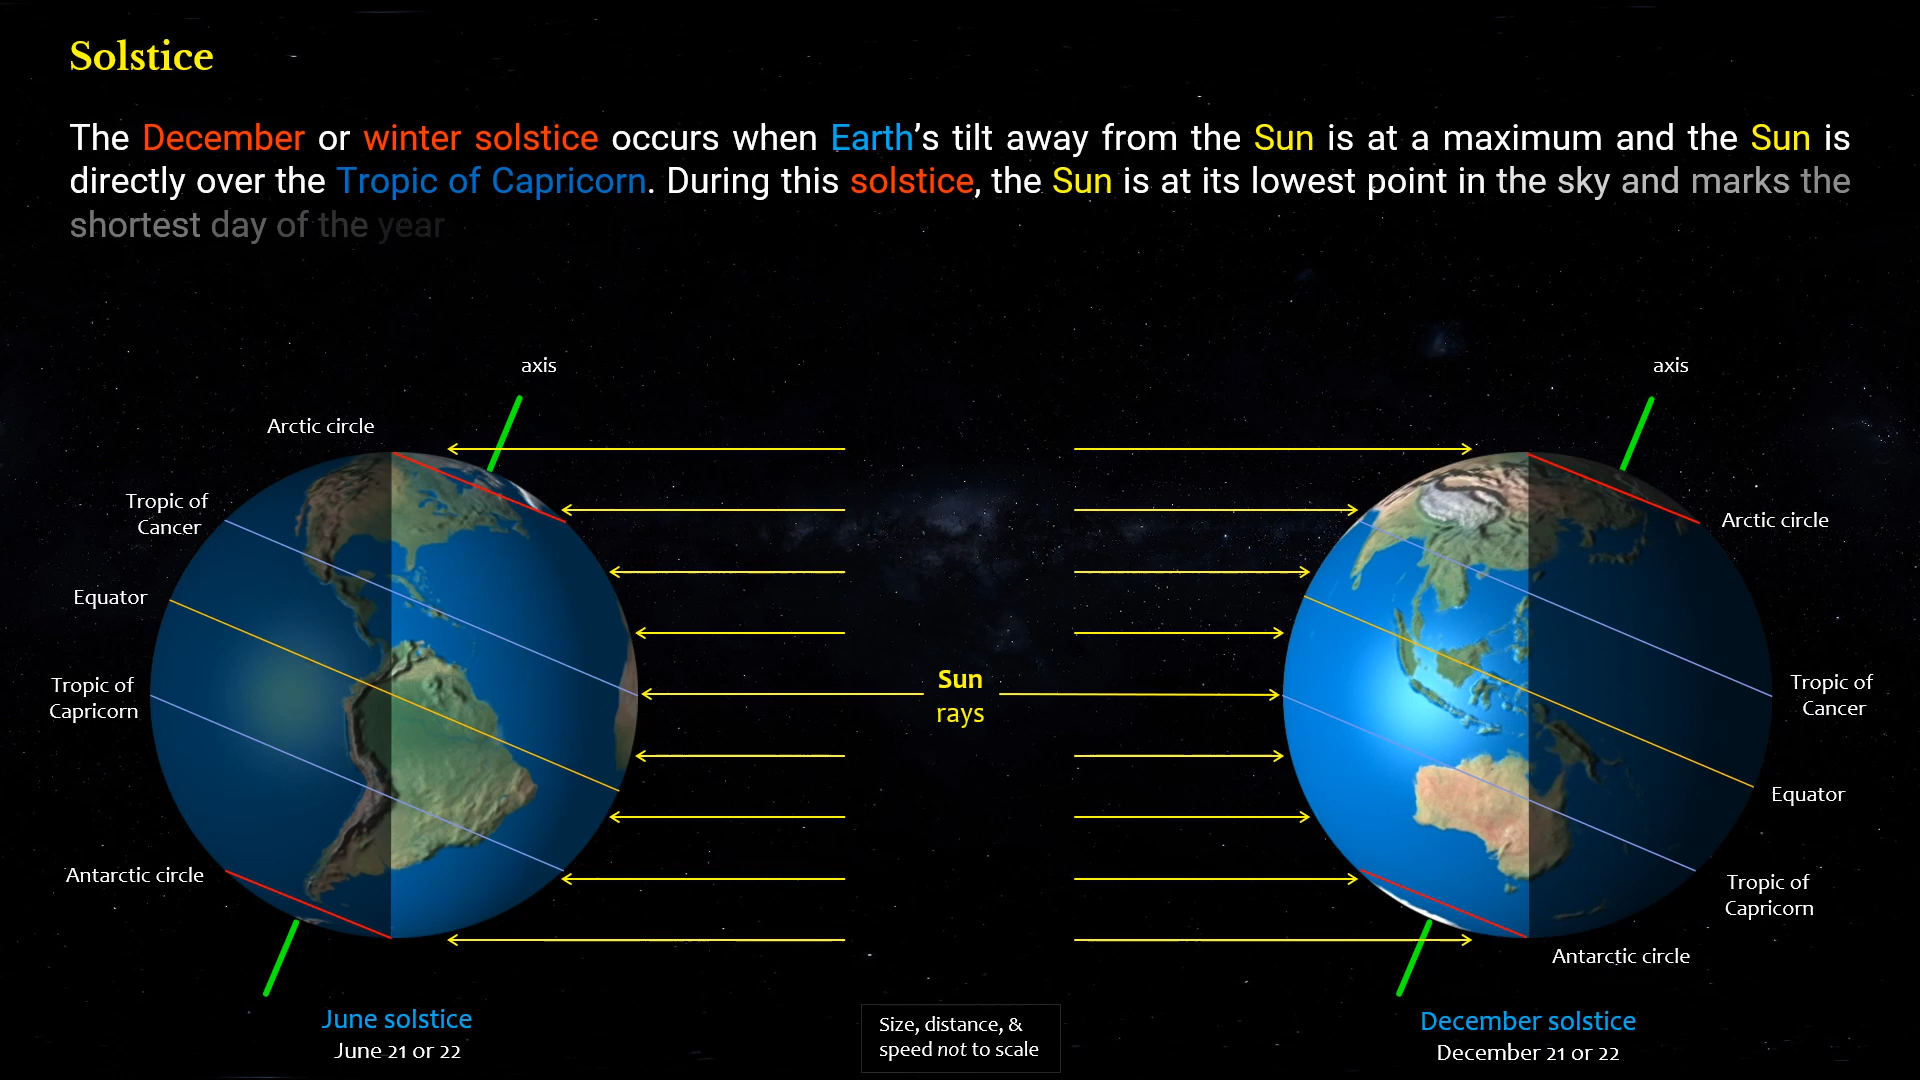 Solstice
The December or winter solstice occurs when Earth’s tilt away from the Sun is at a maximum and the Sun is
directly over the Tropic of Capricorn. During this solstice, the Sun is at its lowest point in the sky and marks the
shortest day of the year
axis
axis
Arctic circle
Tropic of
Cancer
Arctic circle
Equator
Tropic of
Capricorn
Sun
rays
Tropic of
Cancer
Equator
Antarctic circle
Tropic of
Capricorn
Antarctic circle
June solstice
June 21 or 22
Size, distance, &
speed not to scale
December solstice
December 21 or 22